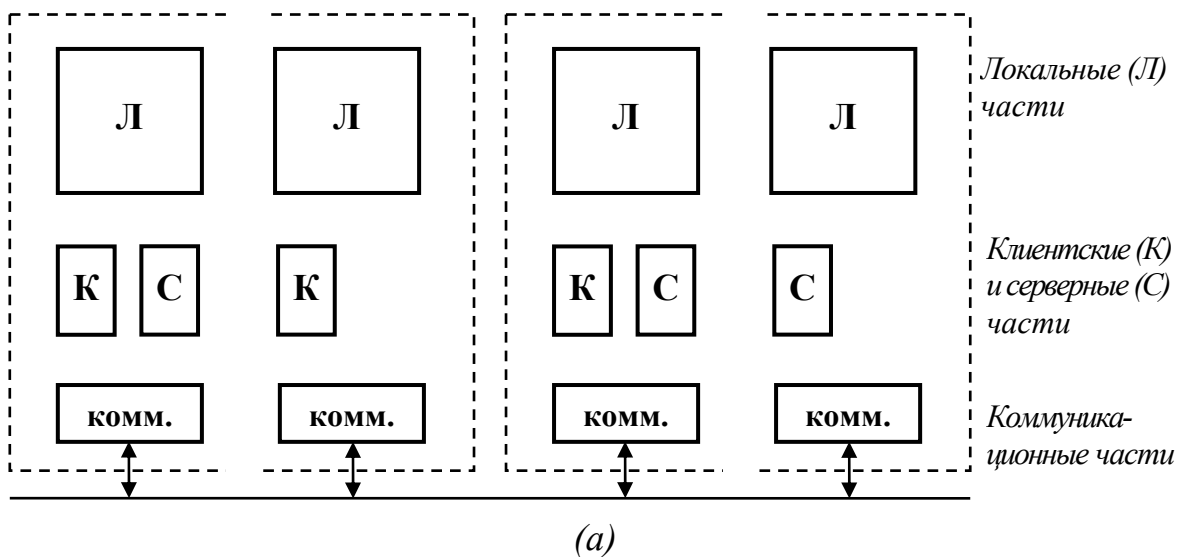 Л Л Л Л
Локальные (Л)
части
К С К К С С
Клиентские (К)
и серверные (С)
части
комм. комм. комм. комм.
Коммуника-
ционные части
(а)